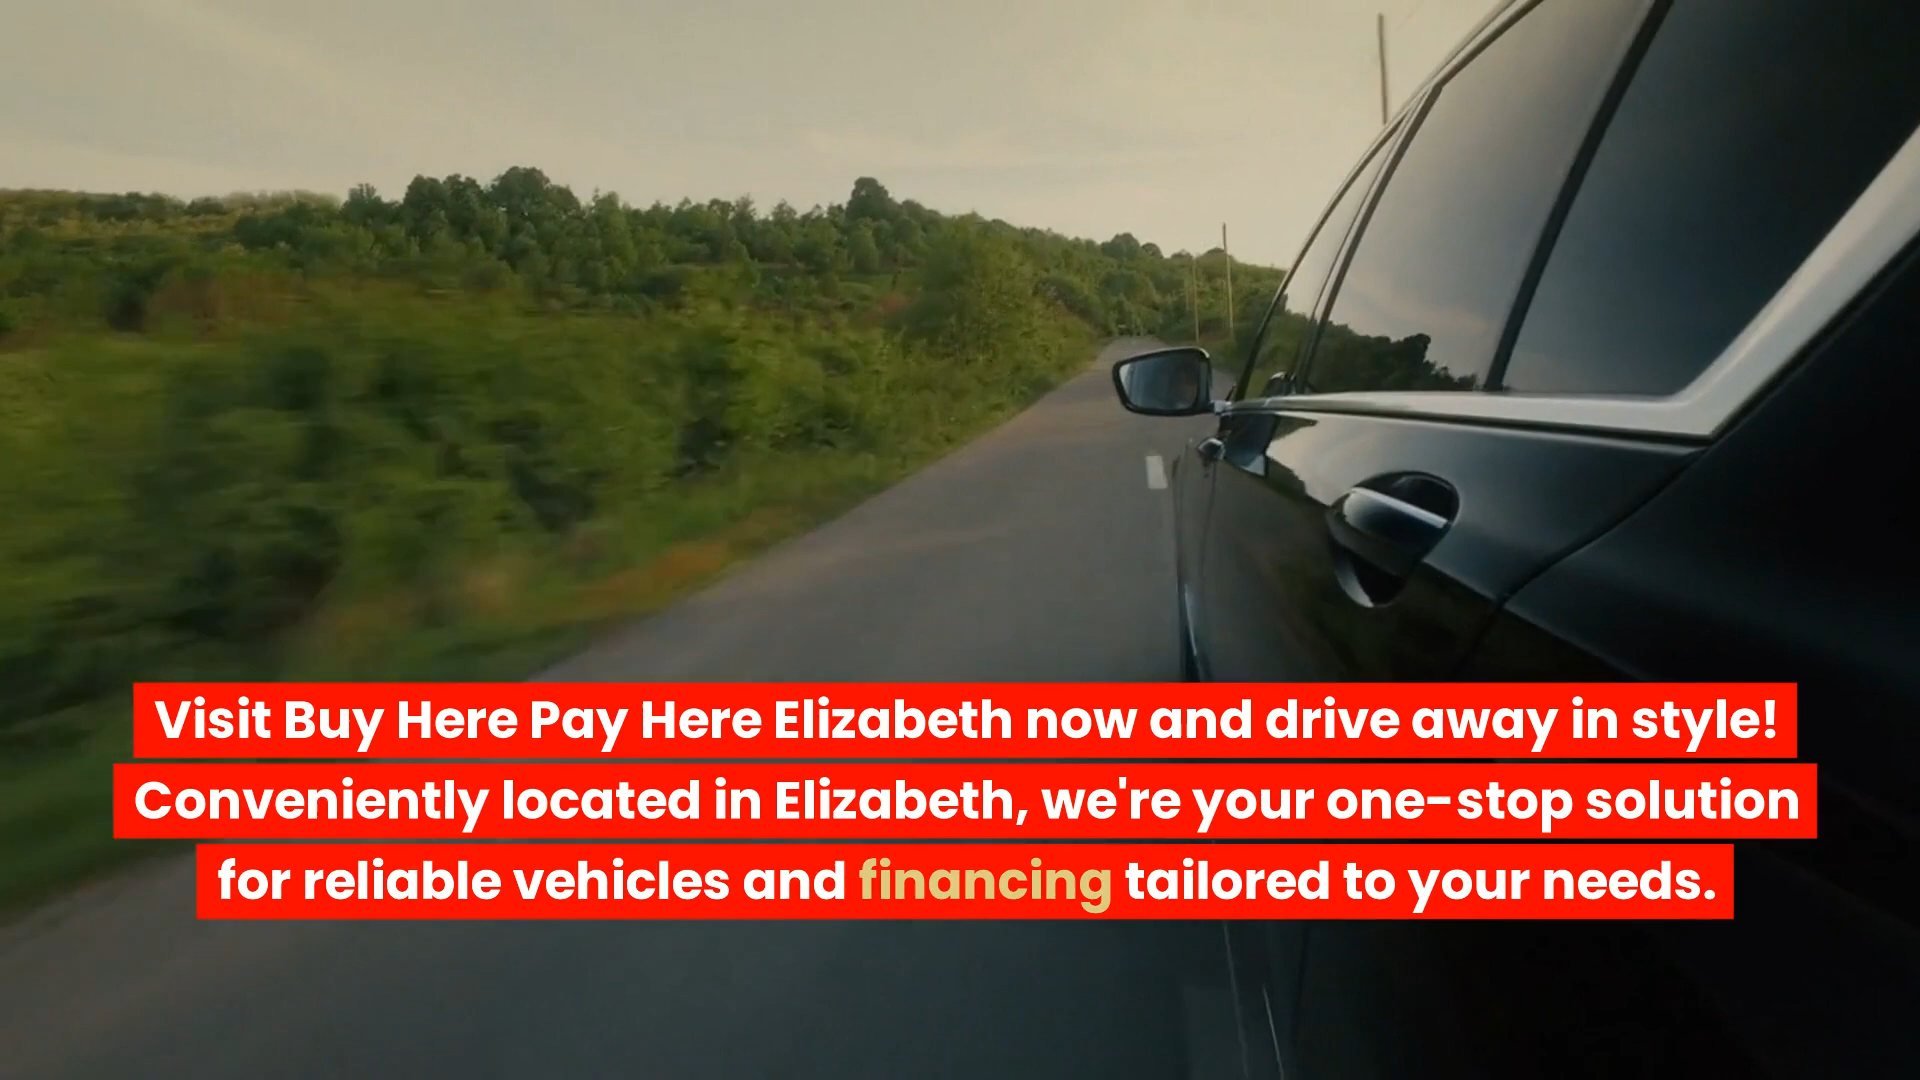 Visit Buy Here Pay Here Elizabeth now and drive away in style!
Conveniently located in Elizabeth, we're your one-stop solution
for reliable vehicles and financing tailored to your needs.